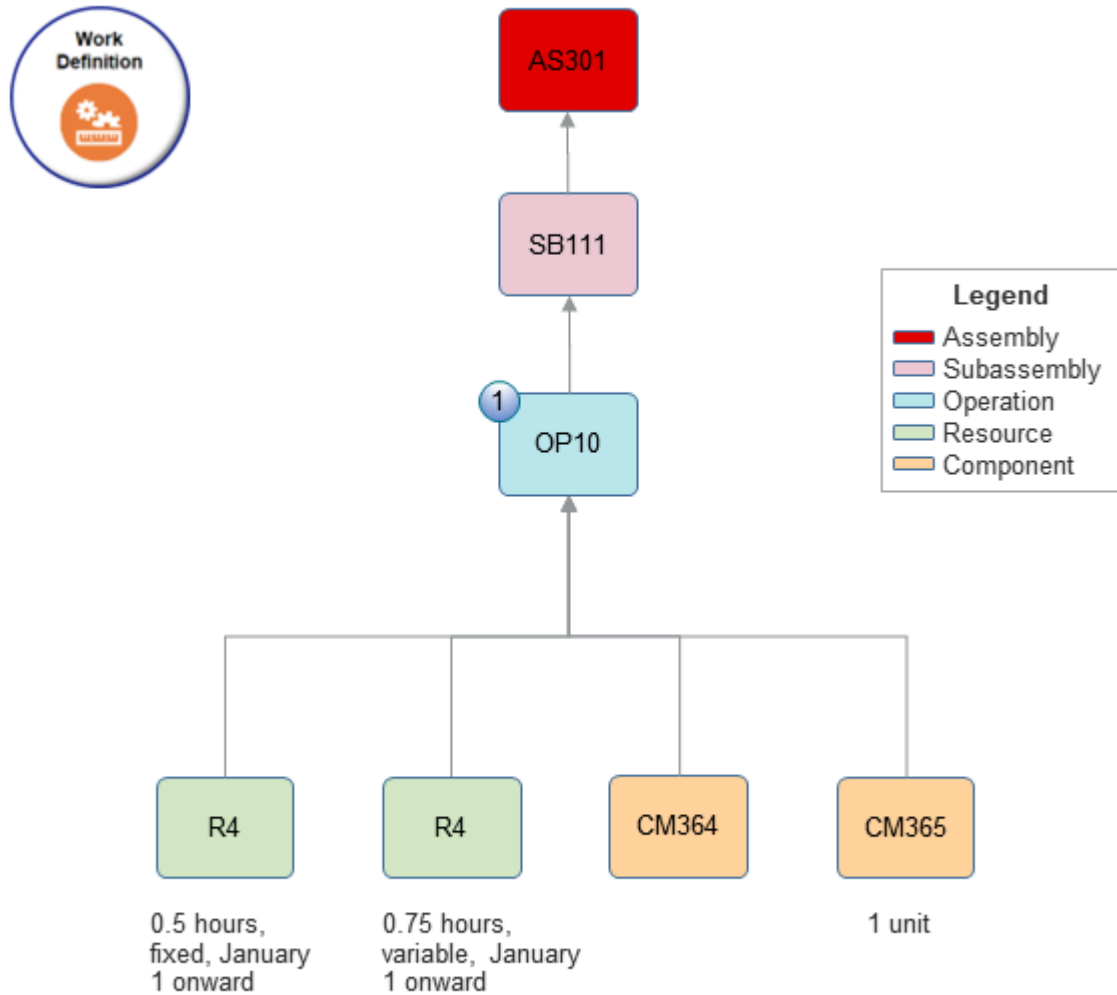 Work
Definition
AS301
SB111
Legend
Assembly
Subassembly
Operation
Resource
Component
1
OP10
R4
R4
CM364
CM365
0.5 hours,
fixed, January
1 onward
0.75 hours,
variable, January
1 onward
1 unit